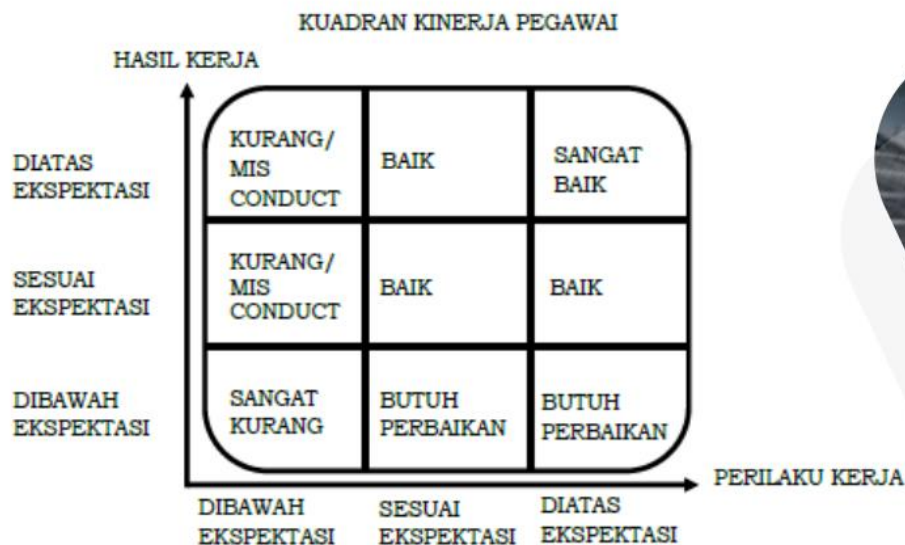 KUADRAN KINERJA PEGAWAI
HASIL KERJA
DIATAS
EKSPEKTASI
KURANG/
MIS
CONDUCT
BAIK
SANGAT
BAIK
SESUAI
EKSPEKTASI
KURANG/
MIS
CONDUCT
BAIK
BAIK
DIBAWAH
EKSPEKTASI
SANGAT
KURANG
BUTUH
PERBAIKAN
BUTUH
PERBAIKAN
PERILAKU KERJA
DIBAWAH
EKSPEKTASI
SESUAI
EKSPEKTASI
DIATAS
EKSPEKTASI